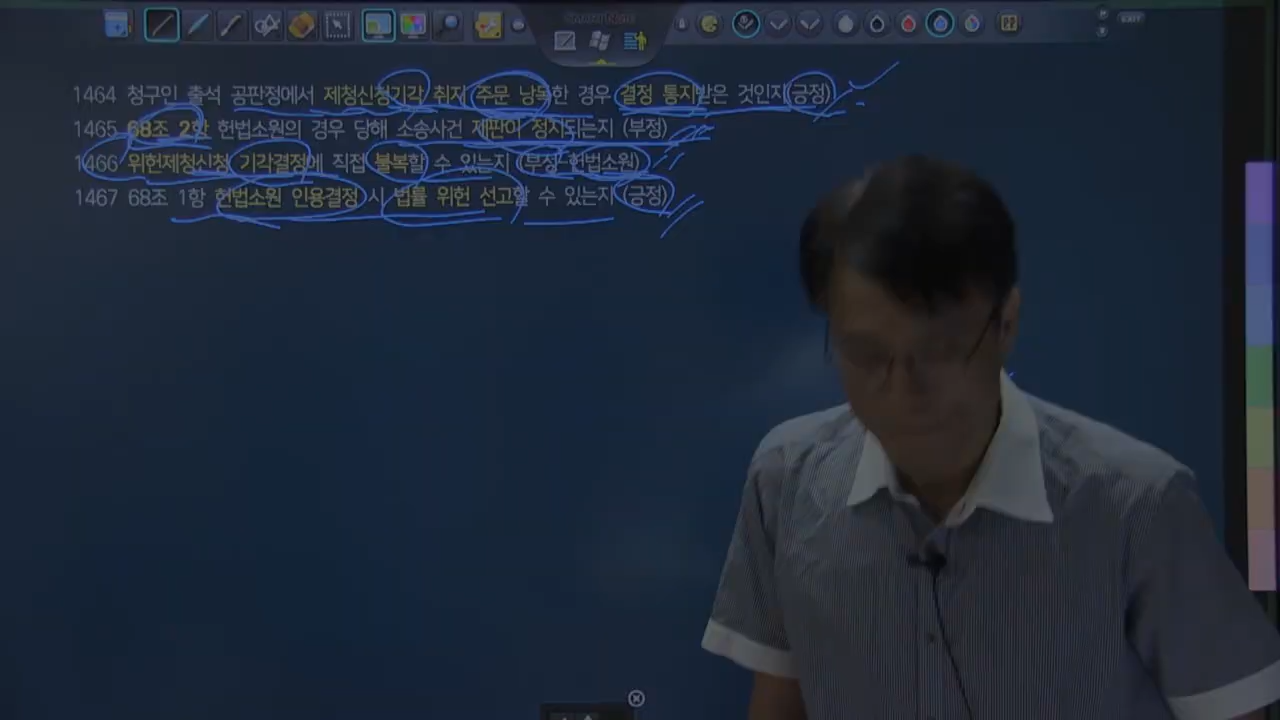 EXIT
1464 청구인 출석 공판정에서 제청신청기각 취지 주문 낭독한 경우 결정 통지받은 것인지(긍정)
1465 68조 2항 헌법소원의 경우 당해 소송사건 재판이 정지되는지 (부정)
1466 위헌제청신청 기각결정에 직접 불복할 수 있는지 (부정-헌법소원)
1467 68조 1항 헌법소원 인용결정 시 법률 위헌 선고할 수 있는지 (긍정)